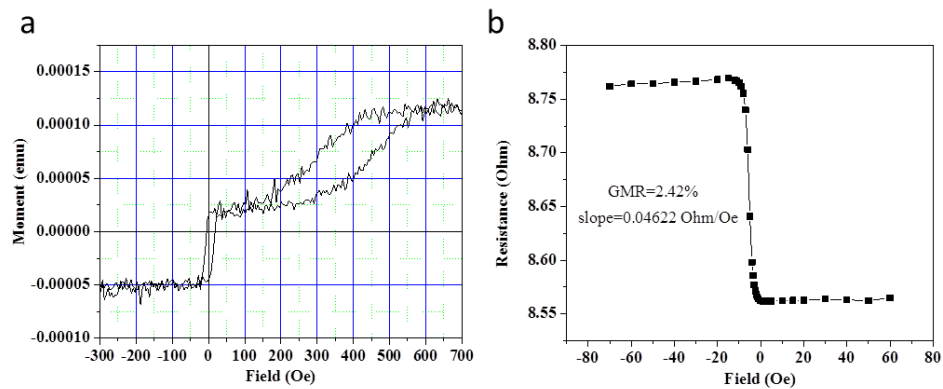 a
0.00015
0.00010
0.00005
0.00000
-0.00005
-0.00010
Moment (emu)
-300 -200 -100 0 100 200 300 400 500 600 700
Field (Oe)
b
8.80
8.75
8.70
8.65
8.60
8.55
Resistance (Ohm)
GMR=2.42%
slope=0.04622 Ohm/Oe
-80 -60 -40 -20 0 20 40 60 80
Field (Oe)